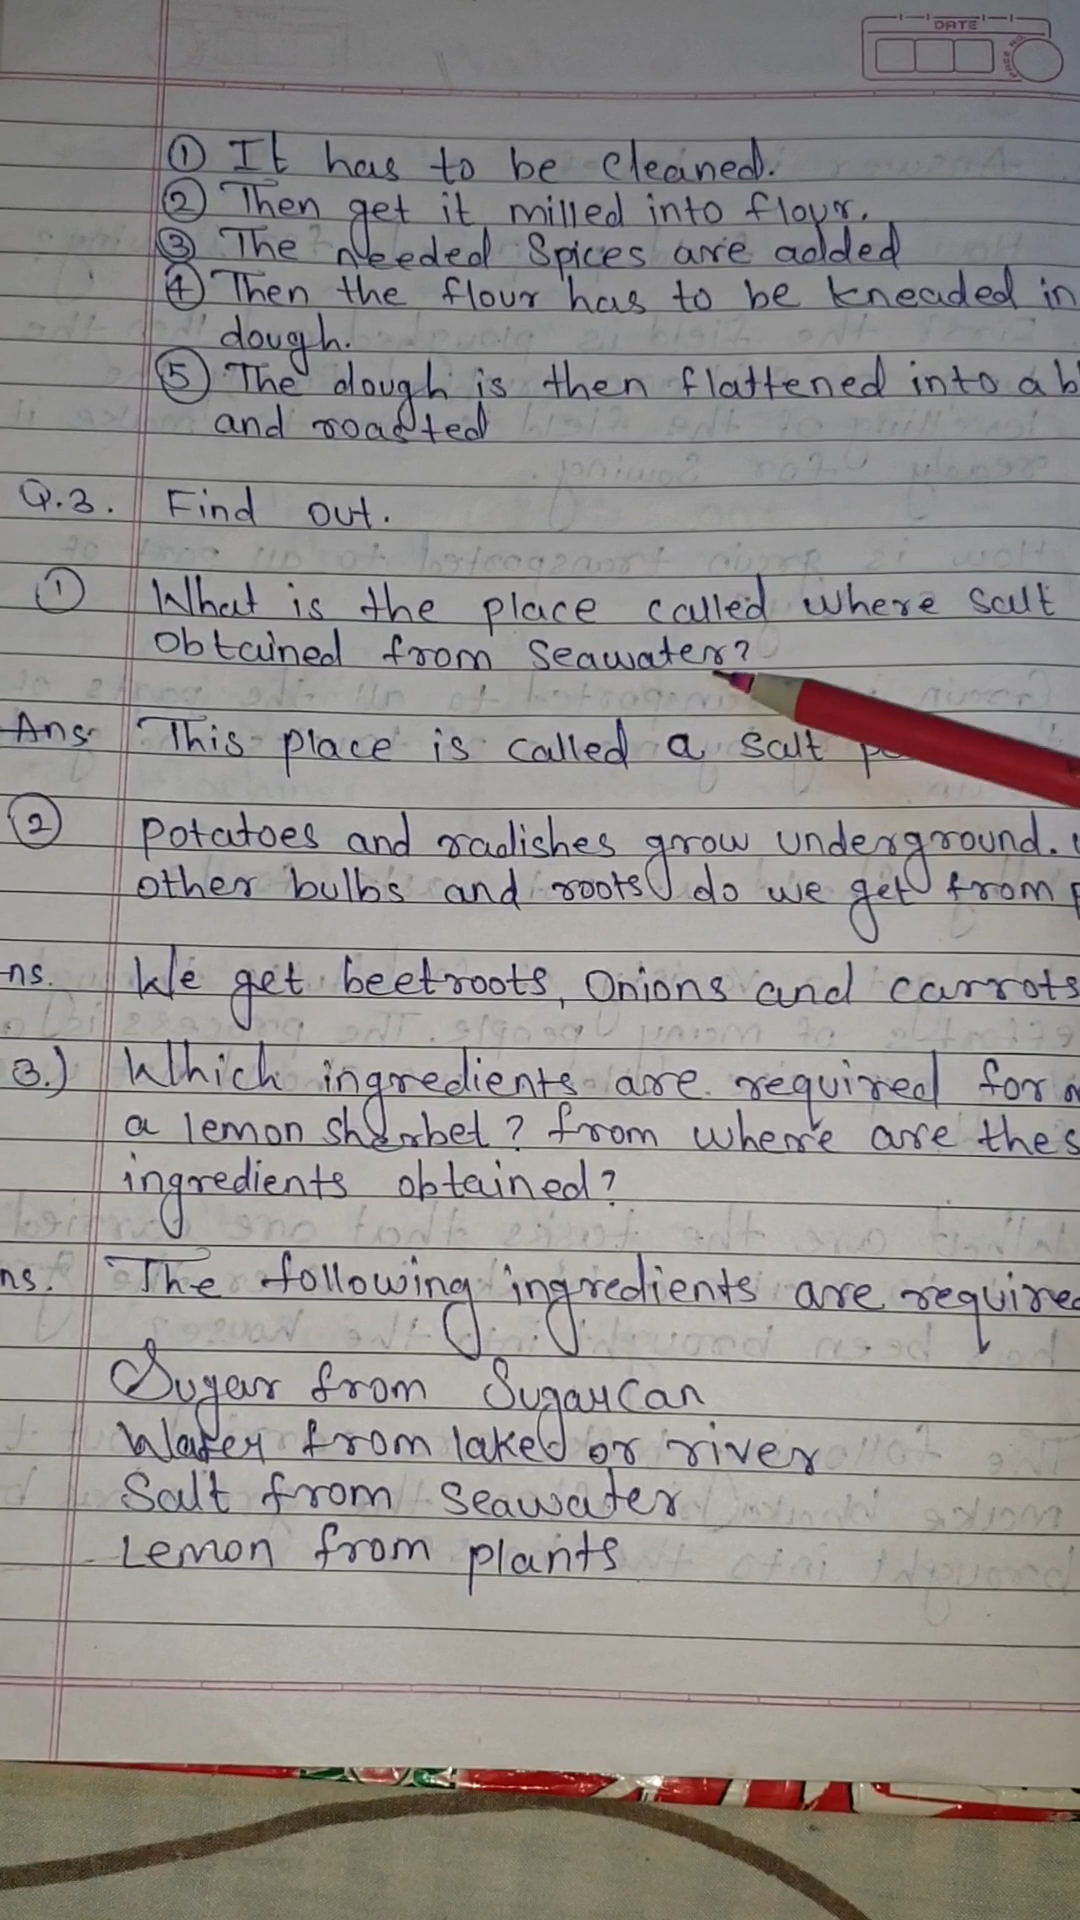 DATE
① It has to be cleaned.
② Then get it milled into flour.
③ The needed Spices are added
④ Then the flour has to be kneaded in
dough.
⑤ The dough is then flattened into a
and roasted
Q.3. Find out.
① What is the place called where salt
obtained from seawater?
Ans. This place is called a salt
② potatoes and radishes grow underground.
other bulbs and roots do we get from
ns. We get beetroots, Onions and carrots
3.) Which ingredients are required for
a lemon sherbet? from where are thes
ingredients obtained?
ns. The following ingredients are require
Sugar from Sugarcan
Water from laked or river
Salt from seawater
Lemon from plants